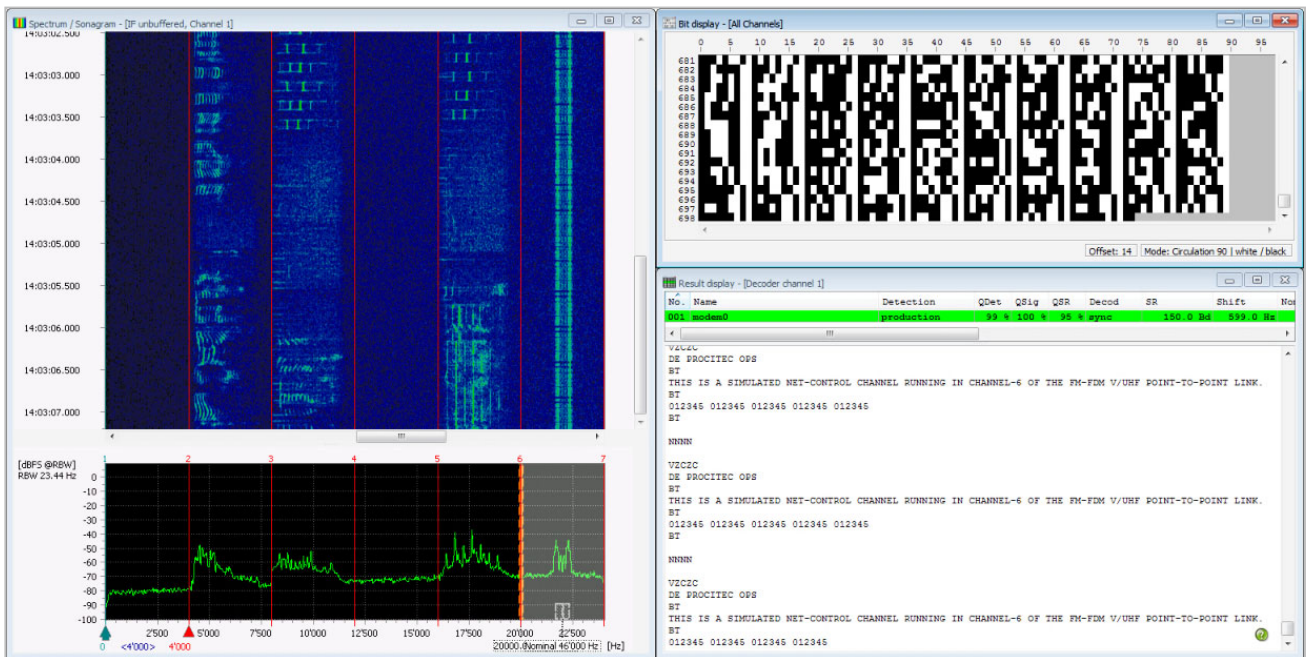 Spectrum / Sonagram - [IF unbuffered, Channel 1]
14:03:02.500
14:03:03.000
14:03:03.500
14:03:04.000
14:03:04.500
14:03:05.000
14:03:05.500
14:03:06.000
14:03:06.500
14:03:07.000
[dBFS @RBW]
RBW 23.44 Hz
1 2 3 4 5 6 7
0
-10
-20
-30
-40
-50
-60
-70
-80
-90
-100
2'500 5'000 7'500 10'000 12'500 15'000 17'500 20'000 22'500
0 <4'000> 4'000 20000. Nominal 46'000 Hz [Hz]
Bit display - [All Channels]
0 5 10 15 20 25 30 35 40 45 50 55 60 65 70 75 80 85 90 95
681
682
683
684
685
686
687
688
689
690
691
692
693
694
695
696
697
698
Offset: 14 Mode: Circulation 90 | white / black
Result display - [Decoder channel 1]
No. Name Detection QDet QSig QSR Decod SR Shift
001 modem0 production 99 % 100 % 95 % sync 150.0 Bd 599.0 Hz
VZCZC
DE PROCITEC OPS
BT
THIS IS A SIMULATED NET-CONTROL CHANNEL RUNNING IN CHANNEL-6 OF THE FM-FDM V/UHF POINT-TO-POINT LINK.
BT
012345 012345 012345 012345 012345
BT
NNNN
VZCZC
DE PROCITEC OPS
BT
THIS IS A SIMULATED NET-CONTROL CHANNEL RUNNING IN CHANNEL-6 OF THE FM-FDM V/UHF POINT-TO-POINT LINK.
BT
012345 012345 012345 012345 012345
BT
NNNN
VZCZC
DE PROCITEC OPS
BT
THIS IS A SIMULATED NET-CONTROL CHANNEL RUNNING IN CHANNEL-6 OF THE FM-FDM V/UHF POINT-TO-POINT LINK.
BT
012345 012345 012345 012345